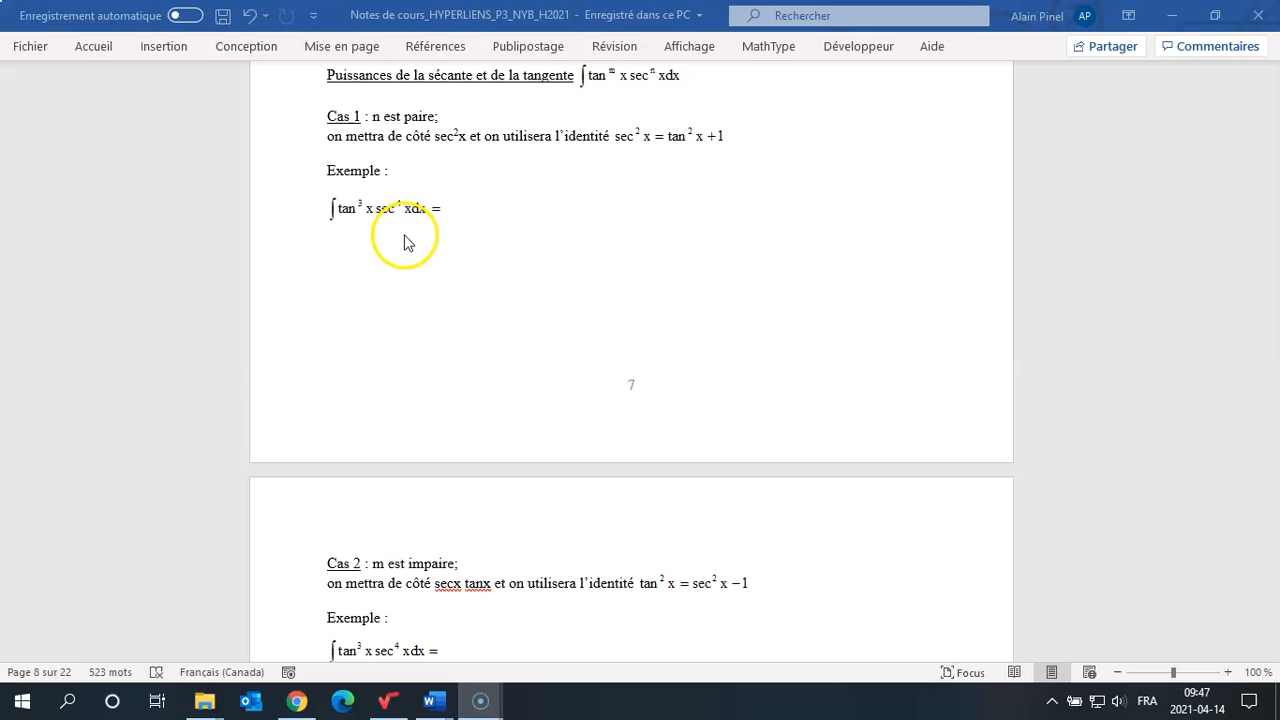 Enregistrement automatique
Notes de cours_HYPERLIENS_P3_NYB_H2021 - Enregistré dans ce PC
Rechercher
Alain Pinel
AP
Fichier Accueil Insertion Conception Mise en page Références Publipostage Révision Affichage MathType Développeur Aide Partager Commentaires
Puissances de la sécante et de la tangente ∫tan^m x sec^n xdx
Cas 1 : n est paire;
on mettra de côté sec²x et on utilisera l'identité sec² x = tan² x +1
Exemple :
∫tan³ x sec⁴ xdx =
7
Cas 2 : m est impaire;
on mettra de côté secx tanx et on utilisera l'identité tan² x = sec² x −1
Exemple :
∫tan³ x sec⁴ xdx =
Page 8 sur 22 523 mots Français (Canada) Focus 100 %
FRA
09:47
2021-04-14